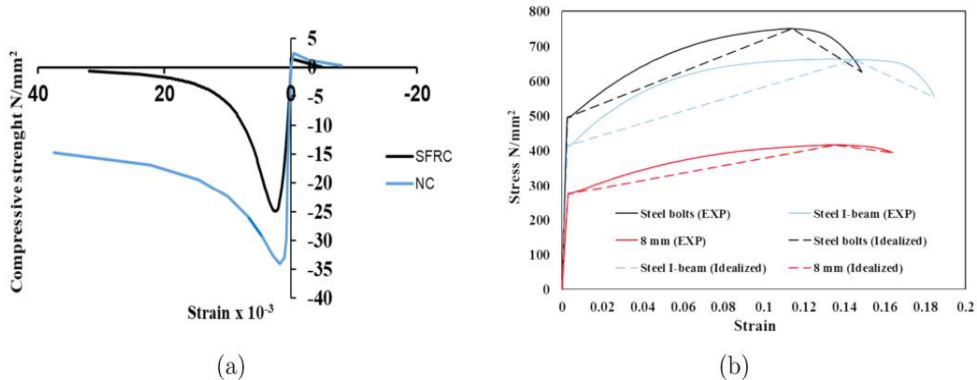 (a)
Compressive strenght N/mm²
5
0
-5
-10
-15
-20
-25
-30
-35
-40
40
20
0
-20
SFRC
NC
Strain x 10⁻³
(b)
Stress N/mm²
800
700
600
500
400
300
200
100
0
0 0.02 0.04 0.06 0.08 0.1 0.12 0.14 0.16 0.18 0.2
Strain
Steel bolts (EXP)
Steel I-beam (EXP)
8 mm (EXP)
Steel bolts (Idealized)
Steel I-beam (Idealized)
8 mm (Idealized)
a)
b)